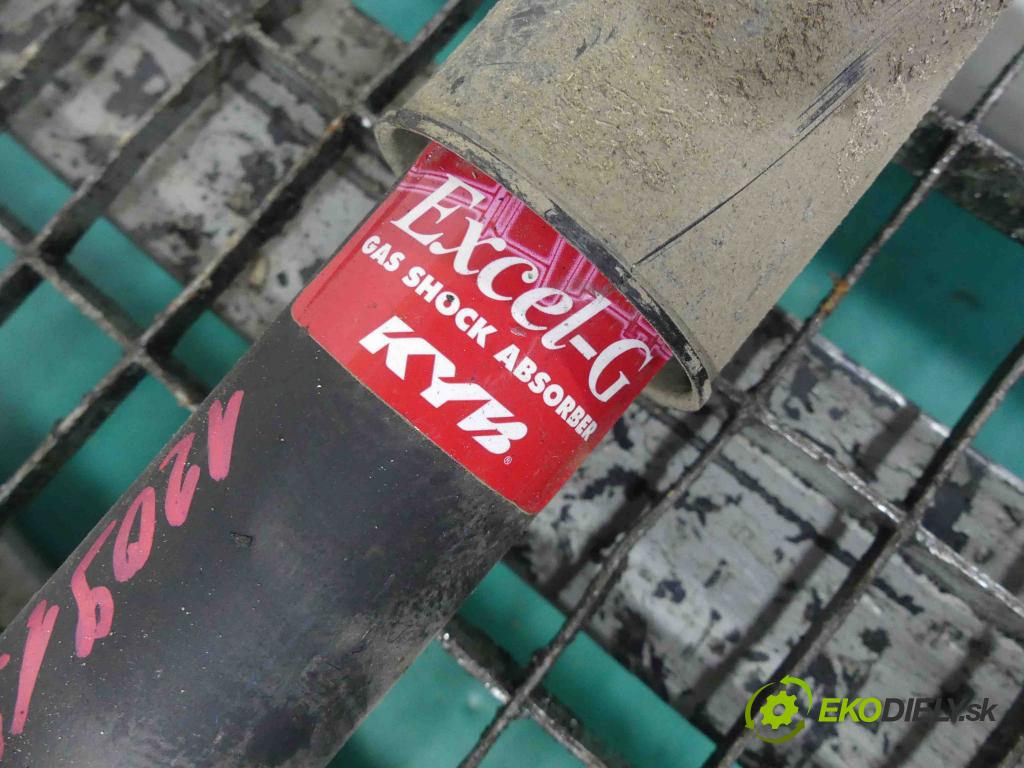 Excel-G
GAS SHOCK ABSORBER
KYB®
EKODIELY.sk